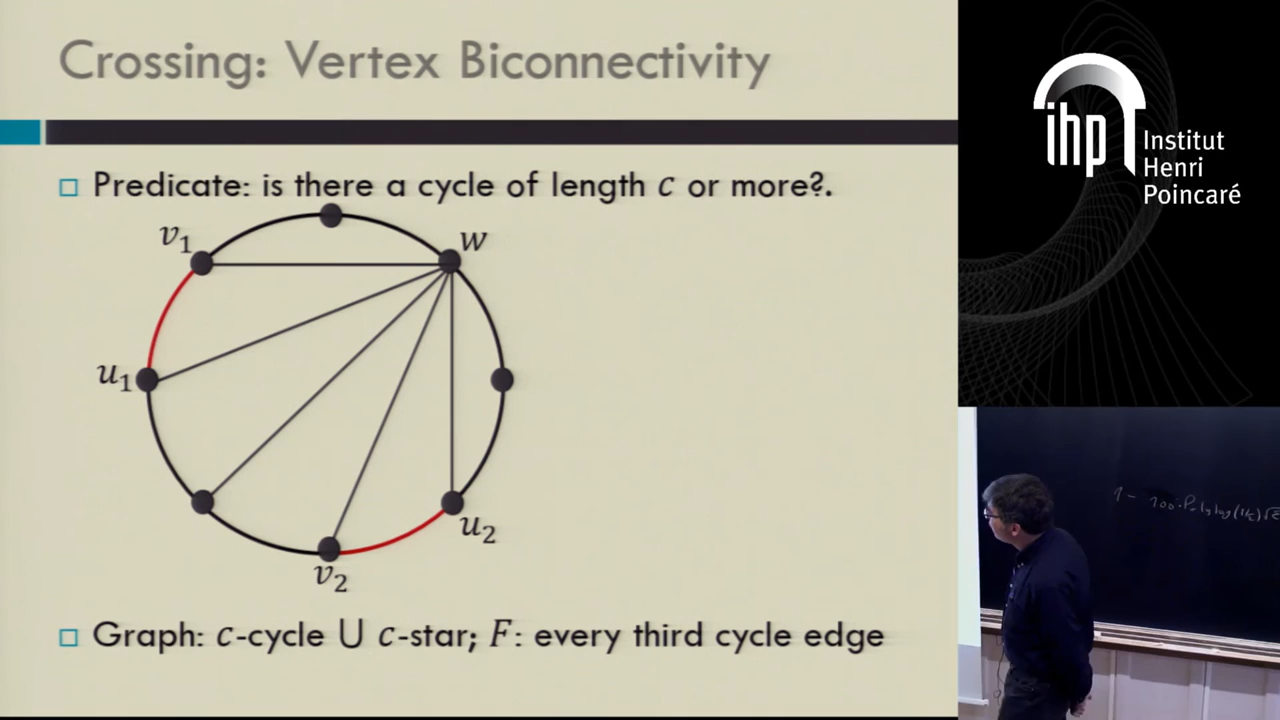 Crossing: Vertex Biconnectivity
Predicate: is there a cycle of length c or more?.
v₁
w
u₁
u₂
v₂
Graph: c-cycle ∪ c-star; F: every third cycle edge
ihp
Institut
Henri
Poincaré